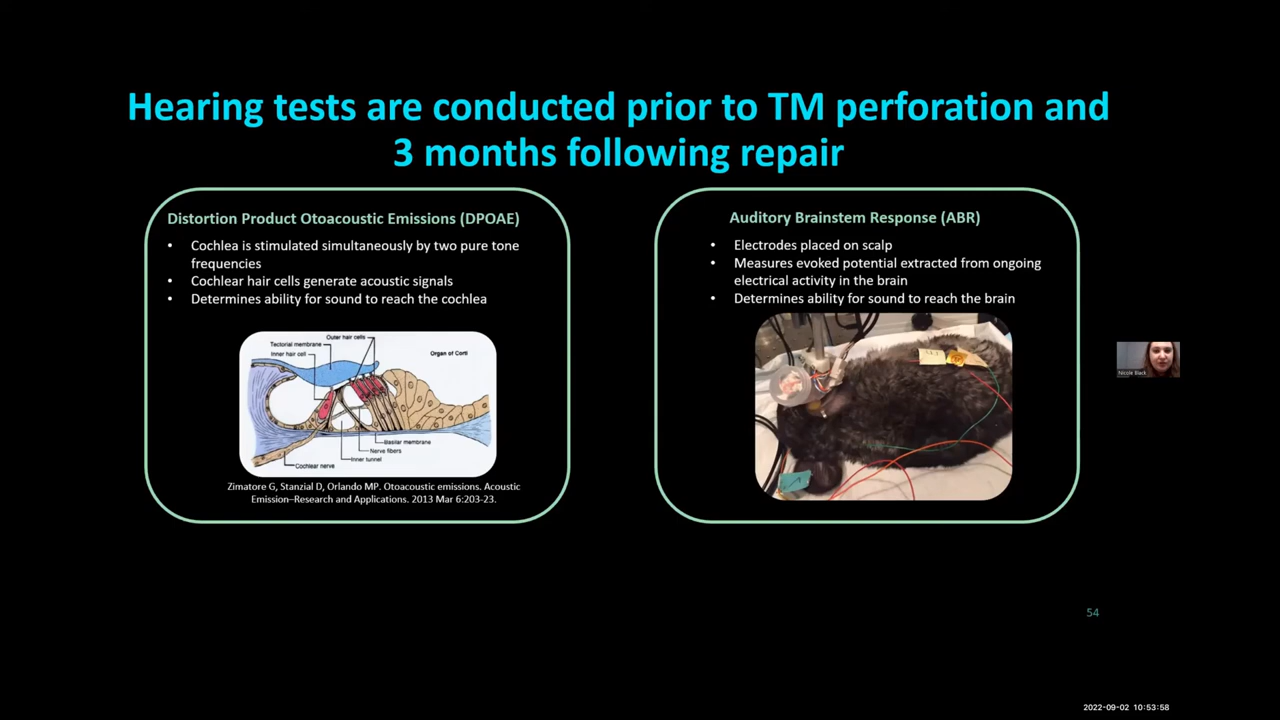 Hearing tests are conducted prior to TM perforation and
3 months following repair
Distortion Product Otoacoustic Emissions (DPOAE)
• Cochlea is stimulated simultaneously by two pure tone
frequencies
• Cochlear hair cells generate acoustic signals
• Determines ability for sound to reach the cochlea
Outer hair cells
Tectorial membrane
Inner hair cell
Organ of Corti
Basilar membrane
Nerve fibers
Inner tunnel
Cochlear nerve
Zimatore G, Stanzial D, Orlando MP. Otoacoustic emissions. Acoustic
Emission–Research and Applications. 2013 Mar 6:203-23.
Auditory Brainstem Response (ABR)
• Electrodes placed on scalp
• Measures evoked potential extracted from ongoing
electrical activity in the brain
• Determines ability for sound to reach the brain
Nicole Black
54
2022-09-02 10:53:58